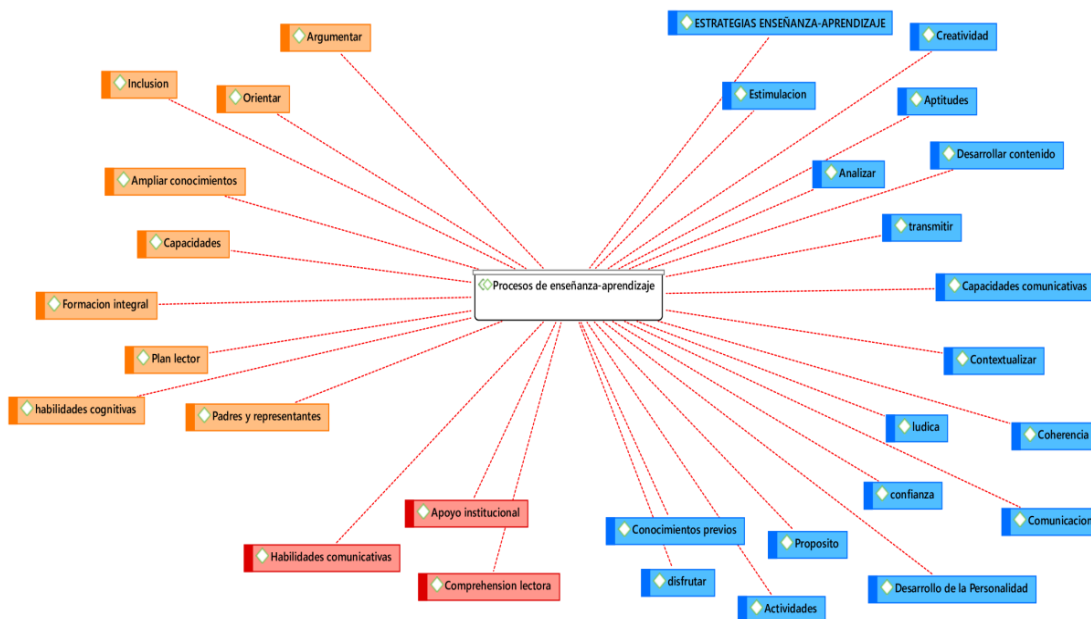 ESTRATEGIAS ENSEÑANZA-APRENDIZAJE
Argumentar
Creatividad
Inclusion
Orientar
Estimulacion
Aptitudes
Desarrollar contenido
Ampliar conocimientos
Analizar
transmitir
Capacidades
Procesos de enseñanza-aprendizaje
Capacidades comunicativas
Formacion integral
Plan lector
Contextualizar
habilidades cognitivas
Padres y representantes
ludica
Coherencia
confianza
Apoyo institucional
Comunicacion
Conocimientos previos
Proposito
Habilidades comunicativas
Comprehension lectora
disfrutar
Desarrollo de la Personalidad
Actividades